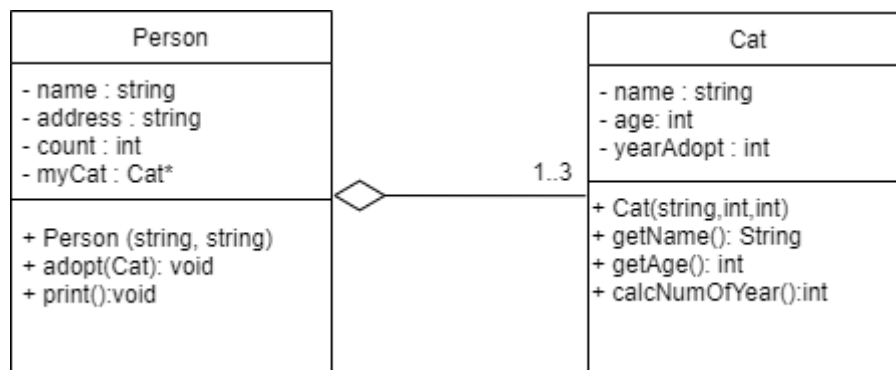 Person
- name : string
- address : string
- count : int
- myCat : Cat*
+ Person (string, string)
+ adopt(Cat): void
+ print():void
1..3
Cat
- name : string
- age: int
- yearAdopt : int
+ Cat(string,int,int)
+ getName(): String
+ getAge(): int
+ calcNumOfYear():int